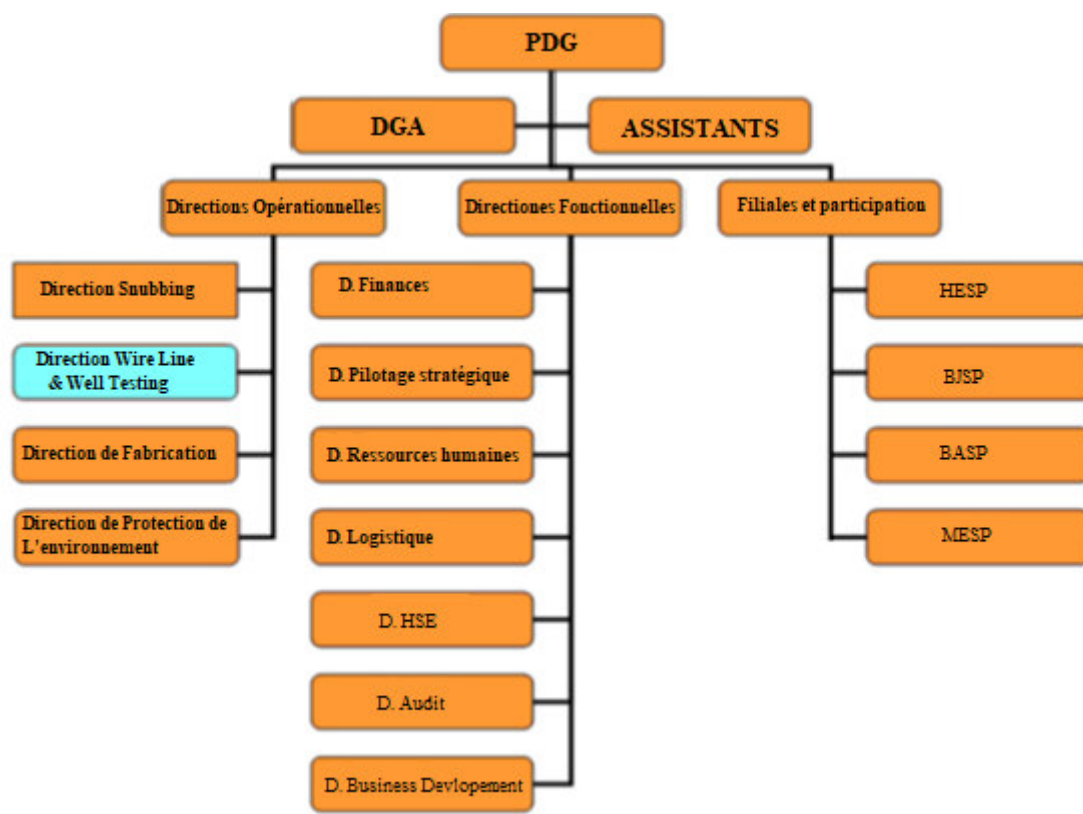 PDG
DGA
ASSISTANTS
Directions Opérationnelles
Directiones Fonctionnelles
Filiales et participation
Direction Snubbing
Direction Wire Line
& Well Testing
Direction de Fabrication
Direction de Protection de
L'environnement
D. Finances
D. Pilotage stratégique
D. Ressources humaines
D. Logistique
D. HSE
D. Audit
D. Business Devlopement
HESP
BJSP
BASP
MESP